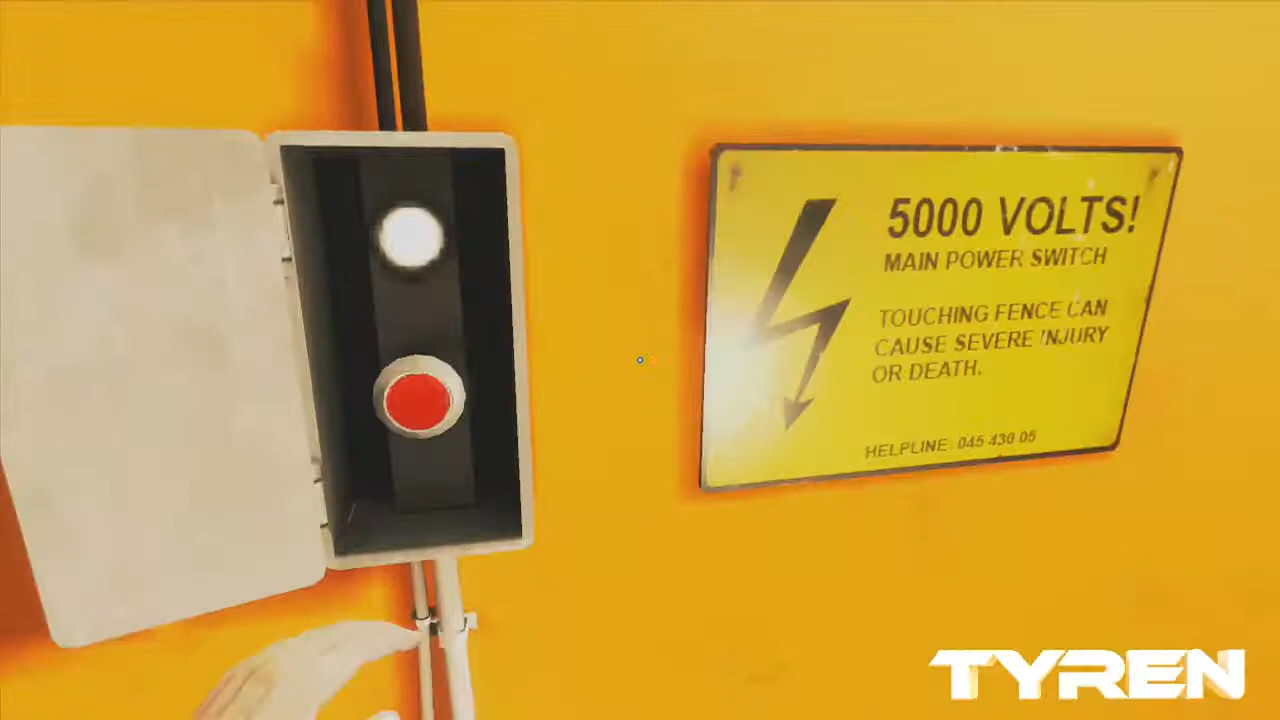 5000 VOLTS!
MAIN POWER SWITCH
TOUCHING FENCE CAN
CAUSE SEVERE INJURY
OR DEATH.
HELPLINE: 045 430 05
TYREN